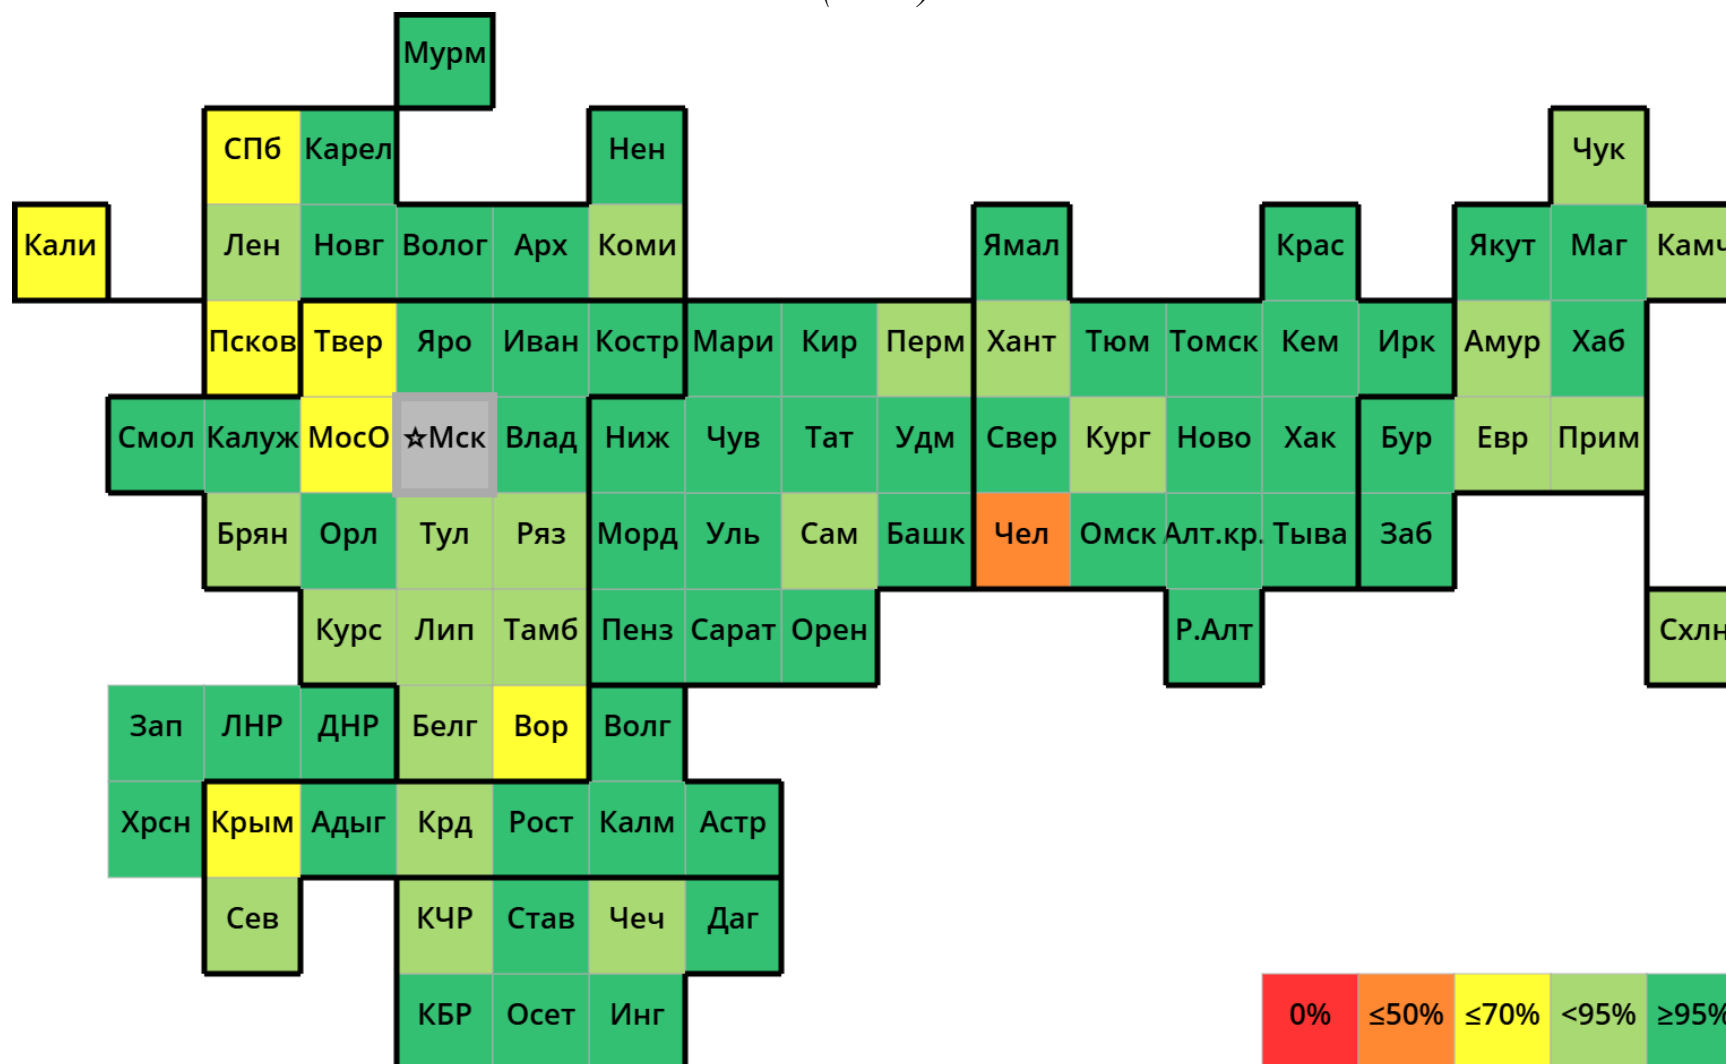 Мурм
СПб Карел Нен Чук
Кали Лен Новг Волог Арх Коми Ямал Крас Якут Маг Камч
Псков Твер Яро Иван Костр Мари Кир Перм Хант Тюм Томск Кем Ирк Амур Хаб
Смол Калуж МосО ☆Мск Влад Ниж Чув Тат Удм Свер Кург Ново Хак Бур Евр Прим
Брян Орл Тул Ряз Морд Уль Сам Башк Чел Омск Алт.кр. Тыва Заб
Курс Лип Тамб Пенз Сарат Орен Р.Алт Схлн
Зап ЛНР ДНР Белг Вор Волг
Хрсн Крым Адыг Крд Рост Калм Астр
Сев КЧР Став Чеч Даг
КБР Осет Инг 0% ≤50% ≤70% <95% ≥95%